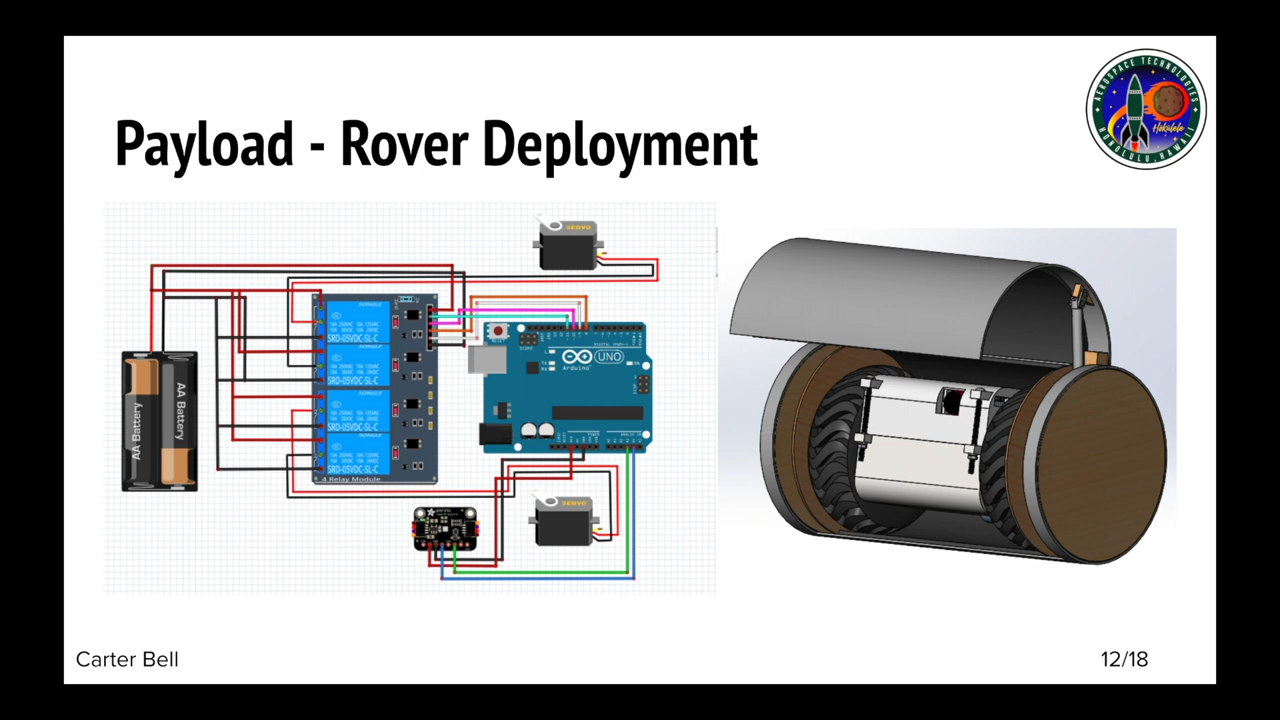 Payload - Rover Deployment
AEROSPACE TECHNOLOGIES
Hōkūlele
HONOLULU, HAWAII
SERVO
SRD-05VDC-SL-C
SRD-05VDC-SL-C
SRD-05VDC-SL-C
SRD-05VDC-SL-C
4 Relay Module
AA Battery
AA Battery
UNO
Arduino
SERVO
Carter Bell
12/18